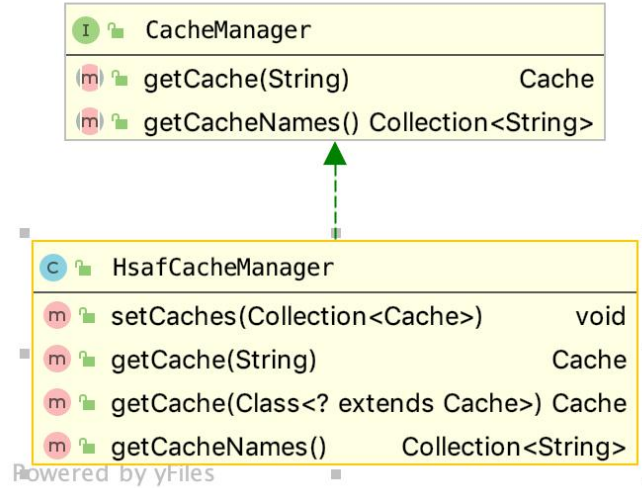 I CacheManager
m getCache(String) Cache
m getCacheNames() Collection<String>
C HsafCacheManager
m setCaches(Collection<Cache>) void
m getCache(String) Cache
m getCache(Class<? extends Cache>) Cache
m getCacheNames() Collection<String>
Powered by yFiles